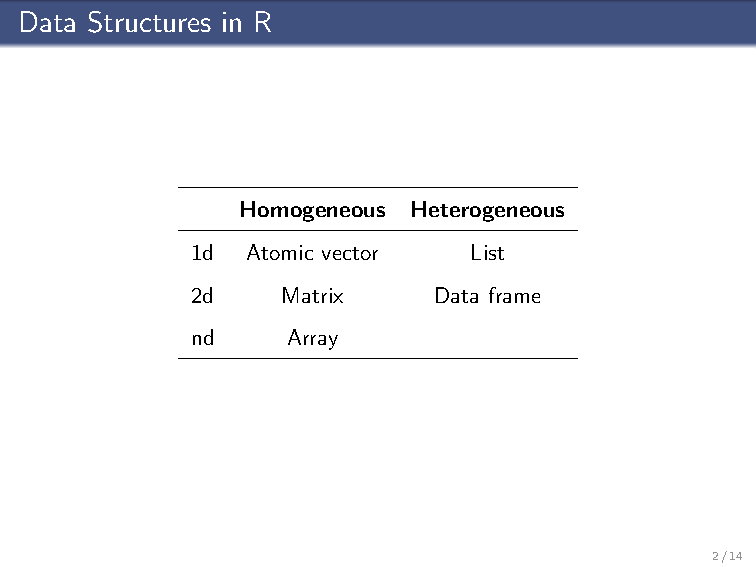 Data Structures in R
Homogeneous Heterogeneous
1d Atomic vector List
2d Matrix Data frame
nd Array
2 / 14